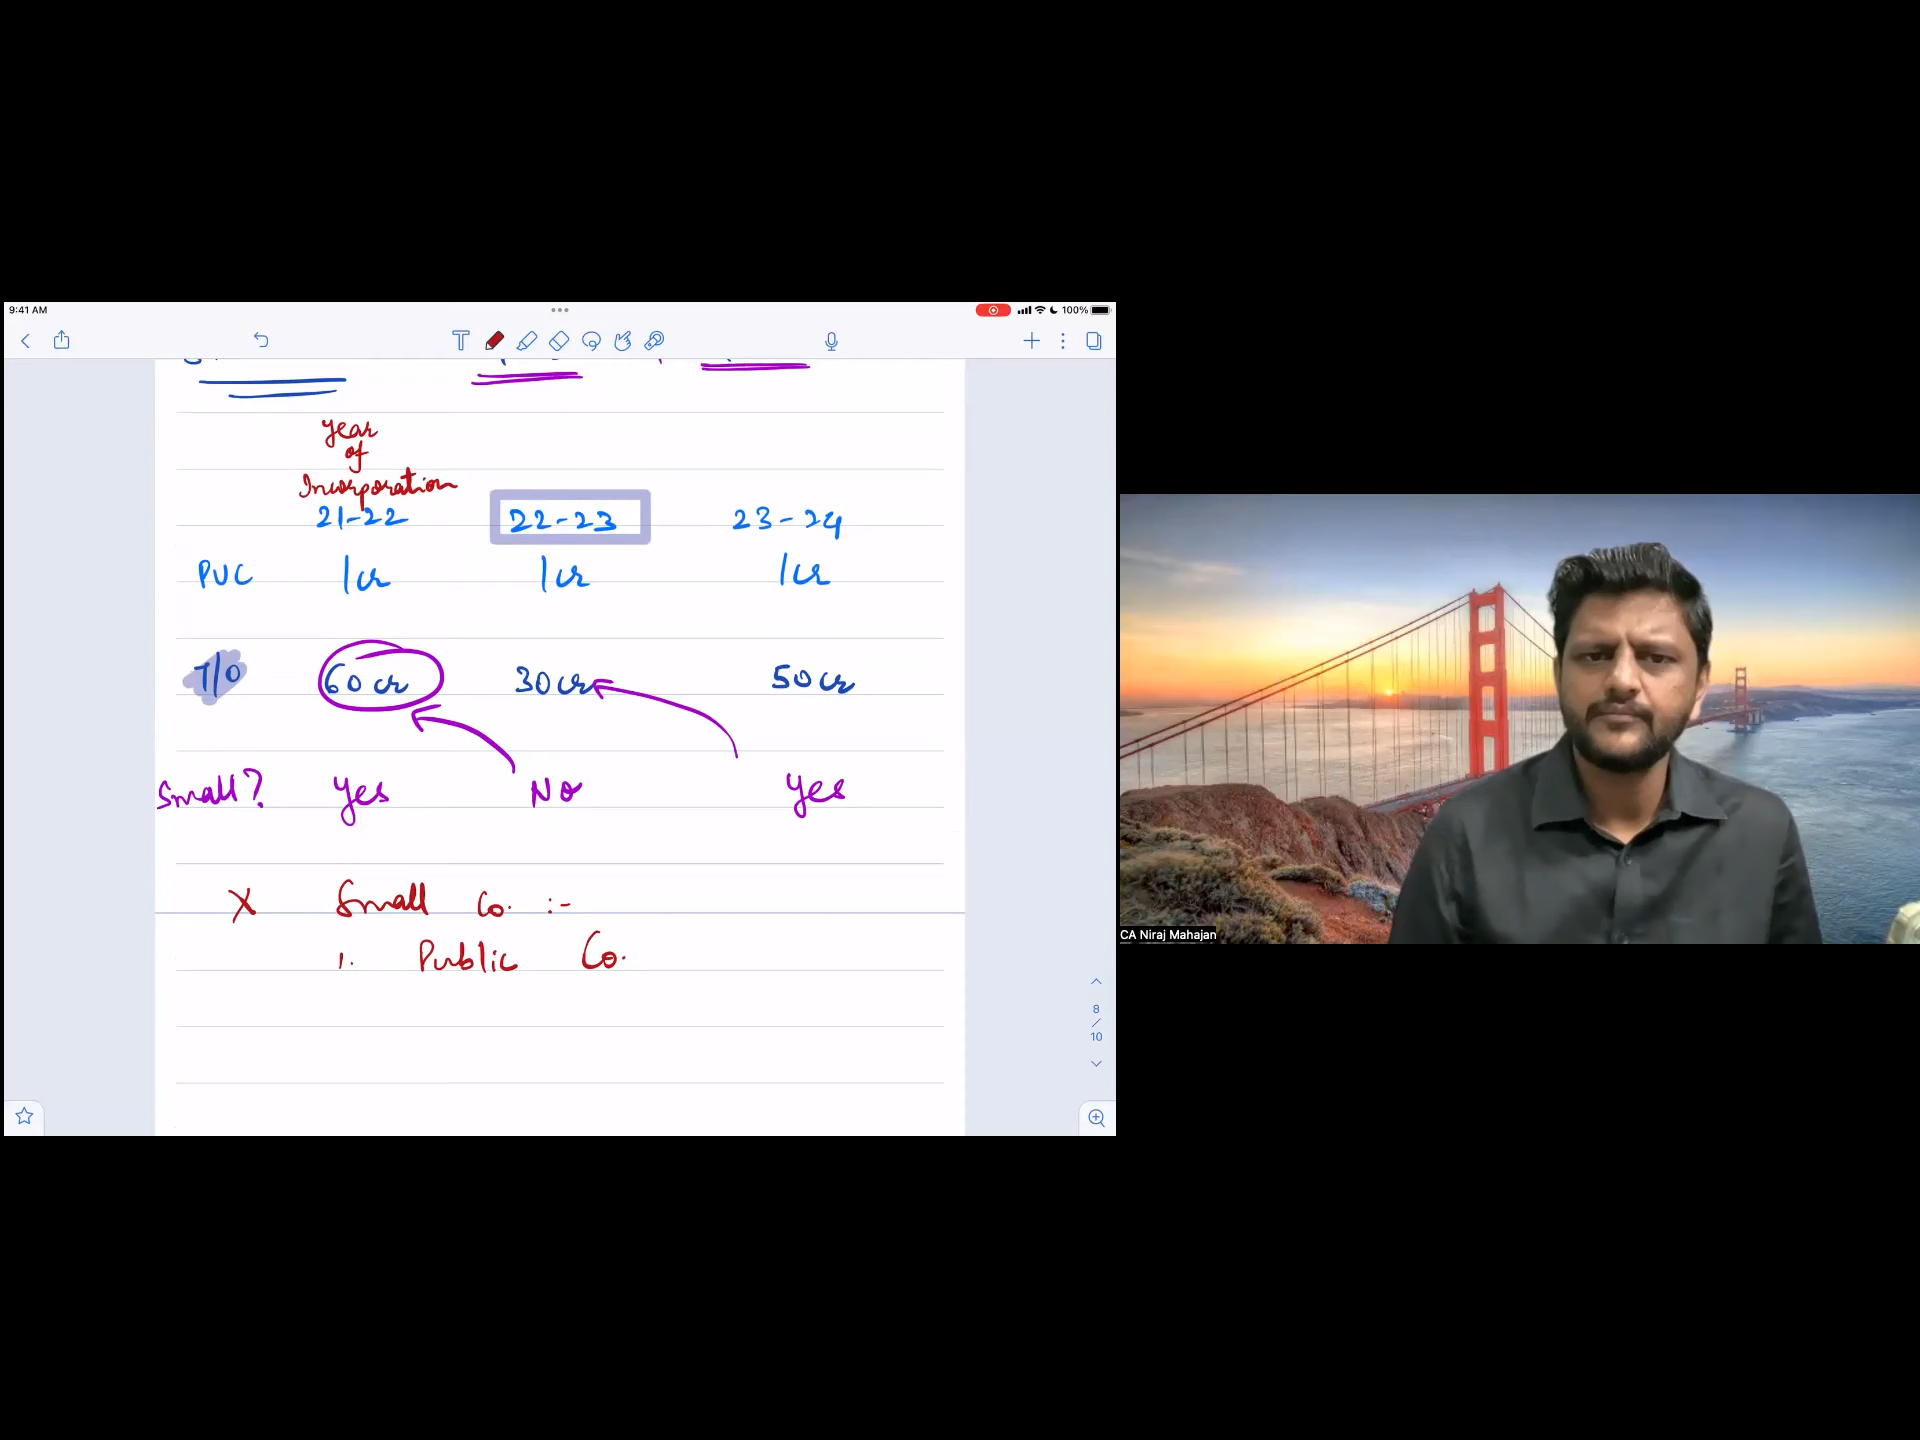 9:41 AM
100%
Year
of
Incorporation
21-22 22-23 23-24
PUC 1cr 1cr 1cr
T/O 60cr 30cr 50cr
Small? Yes No Yes
X Small Co. :-
1. Public Co.
8
/
10
CA Niraj Mahajan